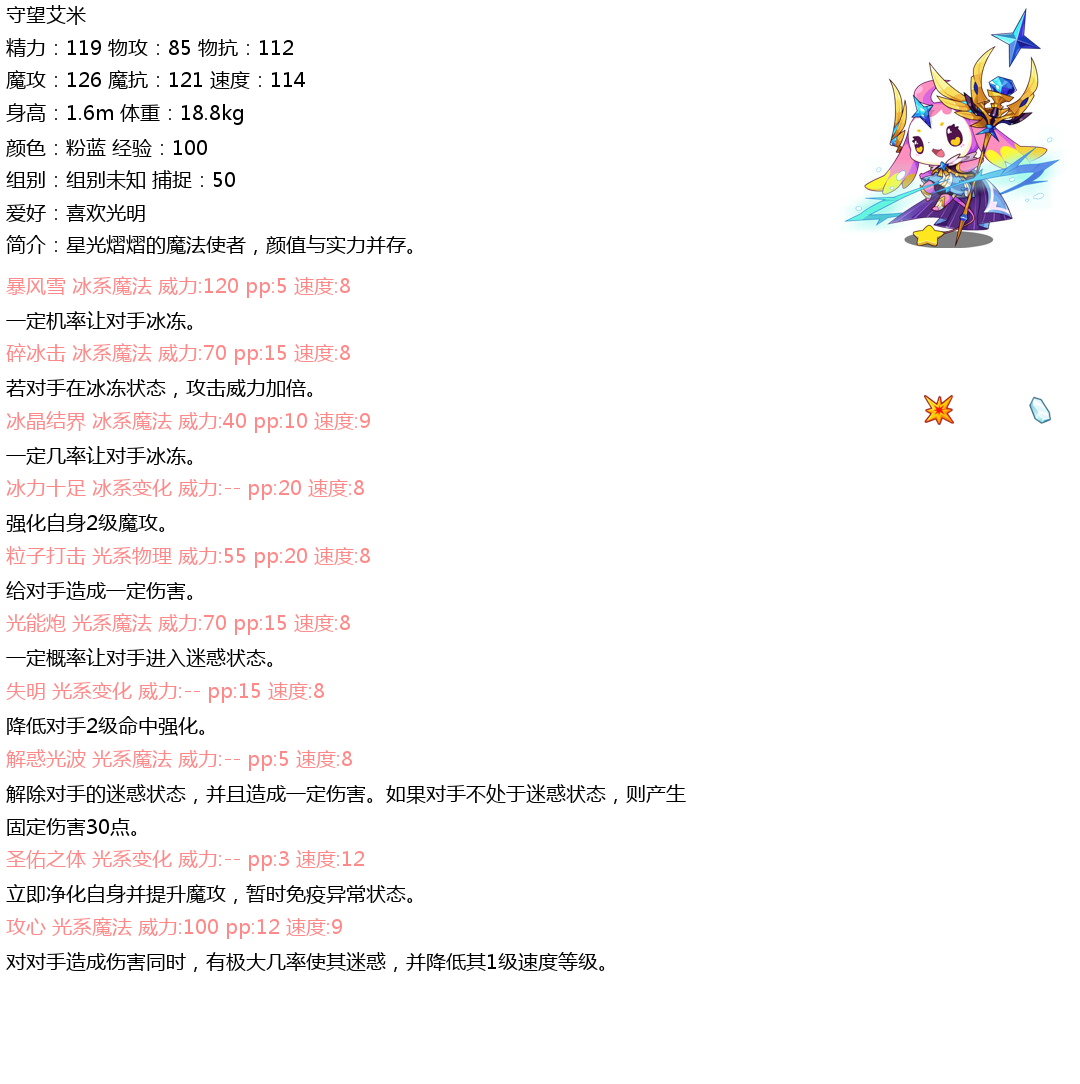 守望艾米
精力：119 物攻：85 物抗：112
魔攻：126 魔抗：121 速度：114
身高：1.6m 体重：18.8kg
颜色：粉蓝 经验：100
组别：组别未知 捕捉：50
爱好：喜欢光明
简介：星光熠熠的魔法使者，颜值与实力并存。
暴风雪 冰系魔法 威力:120 pp:5 速度:8
一定机率让对手冰冻。
碎冰击 冰系魔法 威力:70 pp:15 速度:8
若对手在冰冻状态，攻击威力加倍。
冰晶结界 冰系魔法 威力:40 pp:10 速度:9
一定几率让对手冰冻。
冰力十足 冰系变化 威力:-- pp:20 速度:8
强化自身2级魔攻。
粒子打击 光系物理 威力:55 pp:20 速度:8
给对手造成一定伤害。
光能炮 光系魔法 威力:70 pp:15 速度:8
一定概率让对手进入迷惑状态。
失明 光系变化 威力:-- pp:15 速度:8
降低对手2级命中强化。
解惑光波 光系魔法 威力:-- pp:5 速度:8
解除对手的迷惑状态，并且造成一定伤害。如果对手不处于迷惑状态，则产生
固定伤害30点。
圣佑之体 光系变化 威力:-- pp:3 速度:12
立即净化自身并提升魔攻，暂时免疫异常状态。
攻心 光系魔法 威力:100 pp:12 速度:9
对对手造成伤害同时，有极大几率使其迷惑，并降低其1级速度等级。